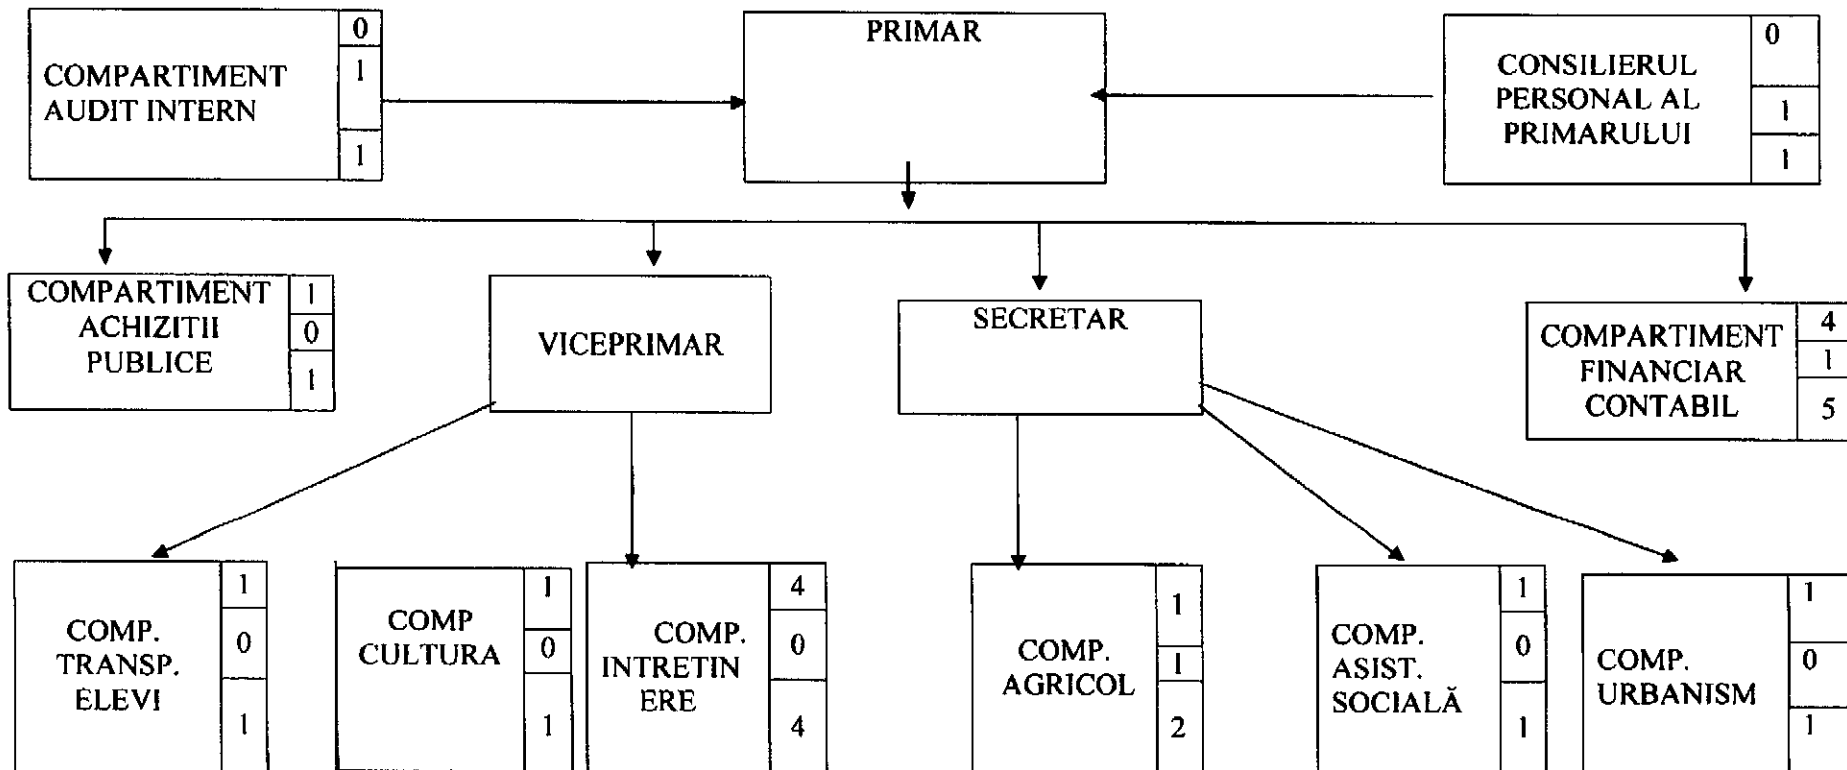 COMPARTIMENT
AUDIT INTERN
0
1
1
PRIMAR
CONSILIERUL
PERSONAL AL
PRIMARULUI
0
1
1
COMPARTIMENT
ACHIZITII
PUBLICE
1
0
1
VICEPRIMAR
SECRETAR
COMPARTIMENT
FINANCIAR
CONTABIL
4
1
5
COMP.
TRANSP.
ELEVI
1
0
1
COMP
CULTURA
1
0
1
COMP.
INTRETIN
ERE
4
0
4
COMP.
AGRICOL
1
1
2
COMP.
ASIST.
SOCIALĂ
1
0
1
COMP.
URBANISM
1
0
1